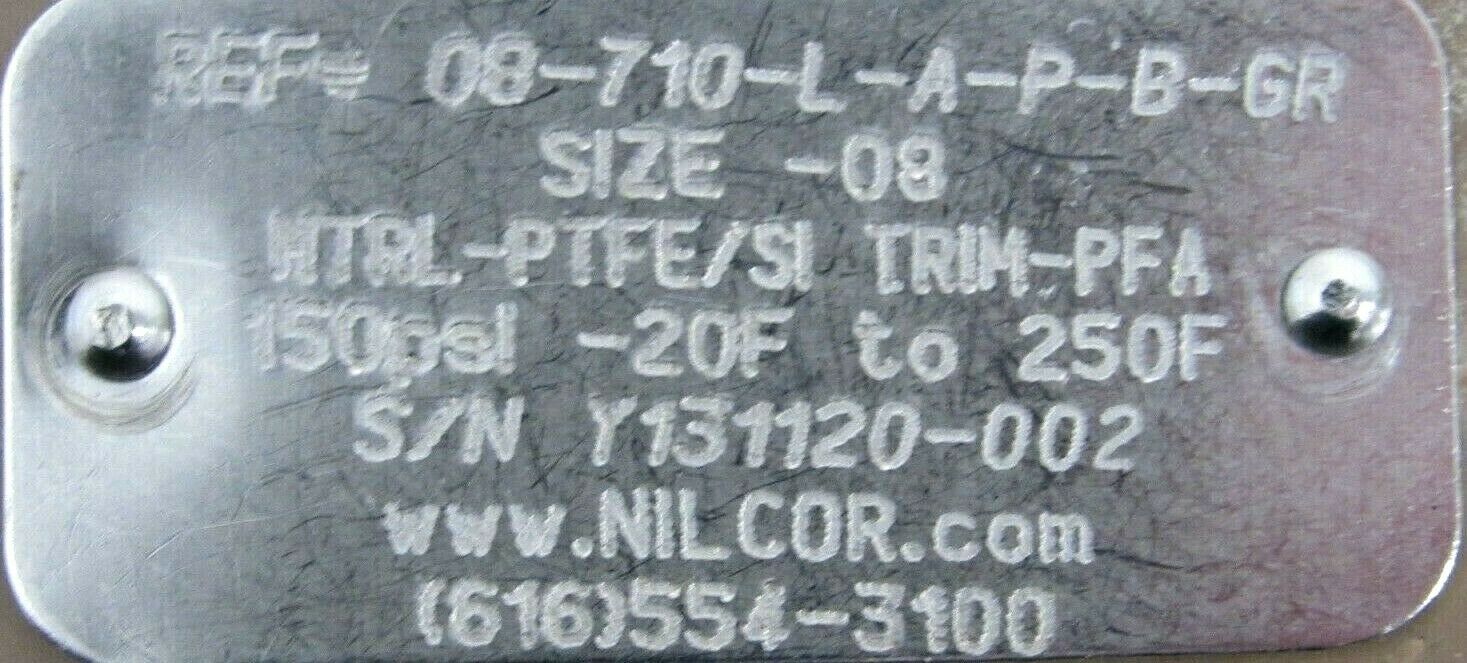 REF# 08-710-L-A-P-B-GR
SIZE -08
MTRL-PTFE/SI TRIM-PFA
150psi -20F to 250F
S/N Y131120-002
www.NILCOR.com
(616)554-3100